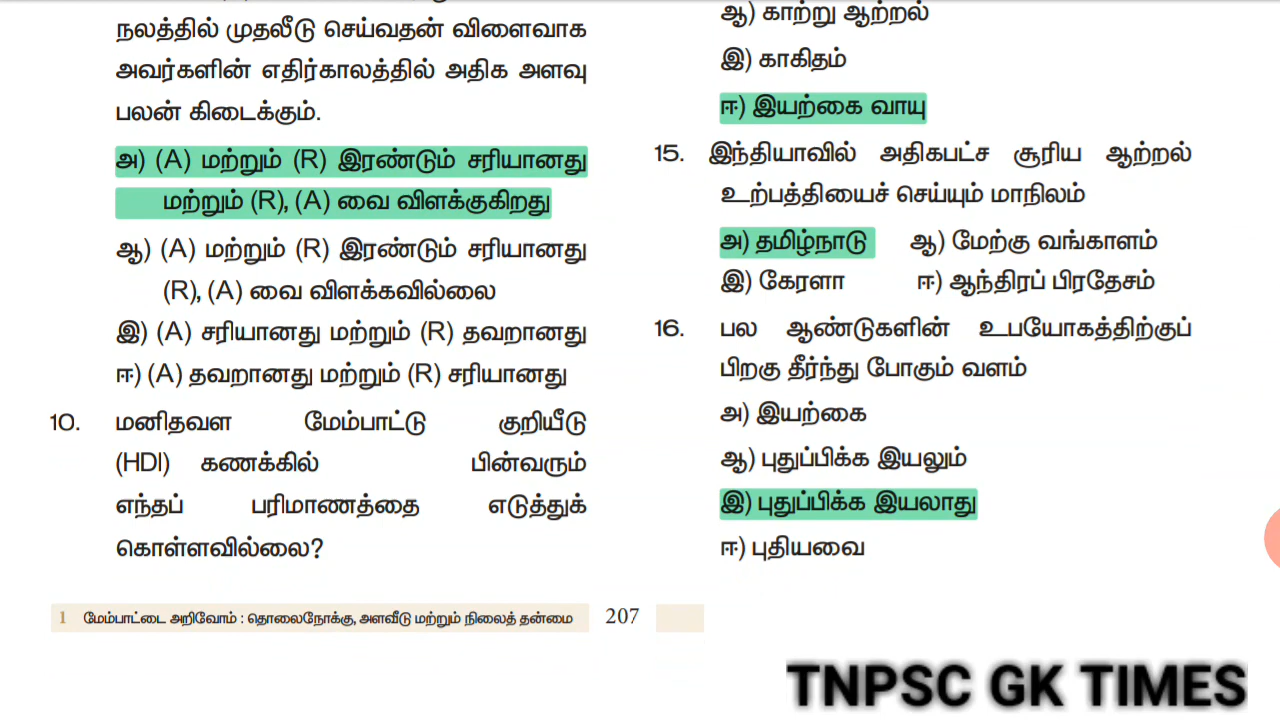 நலத்தில் முதலீடு செய்வதன் விளைவாக
அவர்களின் எதிர்காலத்தில் அதிக அளவு
பலன் கிடைக்கும்.
அ) (A) மற்றும் (R) இரண்டும் சரியானது
மற்றும் (R), (A) வை விளக்குகிறது
ஆ) (A) மற்றும் (R) இரண்டும் சரியானது
(R), (A) வை விளக்கவில்லை
இ) (A) சரியானது மற்றும் (R) தவறானது
ஈ) (A) தவறானது மற்றும் (R) சரியானது
10. மனிதவள மேம்பாட்டு குறியீடு
(HDI) கணக்கில் பின்வரும்
எந்தப் பரிமாணத்தை எடுத்துக்
கொள்ளவில்லை?
ஆ) காற்று ஆற்றல்
இ) காகிதம்
ஈ) இயற்கை வாயு
15. இந்தியாவில் அதிகபட்ச சூரிய ஆற்றல்
உற்பத்தியைச் செய்யும் மாநிலம்
அ) தமிழ்நாடு ஆ) மேற்கு வங்காளம்
இ) கேரளா ஈ) ஆந்திரப் பிரதேசம்
16. பல ஆண்டுகளின் உபயோகத்திற்குப்
பிறகு தீர்ந்து போகும் வளம்
அ) இயற்கை
ஆ) புதுப்பிக்க இயலும்
இ) புதுப்பிக்க இயலாது
ஈ) புதியவை
1 மேம்பாட்டை அறிவோம் : தொலைநோக்கு, அளவீடு மற்றும் நிலைத் தன்மை 207
TNPSC GK TIMES